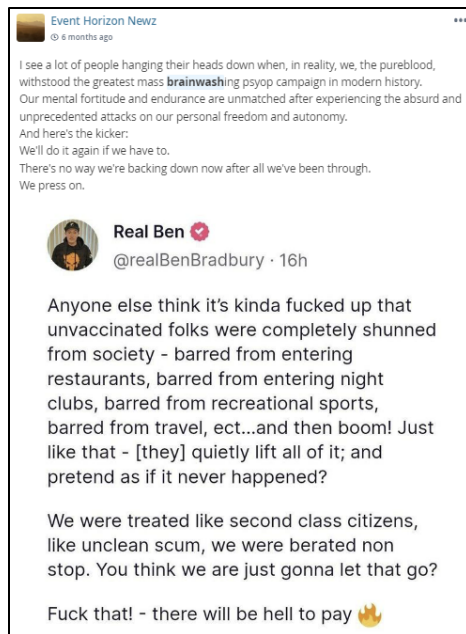 Event Horizon Newz
6 months ago
I see a lot of people hanging their heads down when, in reality, we, the pureblood,
withstood the greatest mass brainwashing psyop campaign in modern history.
Our mental fortitude and endurance are unmatched after experiencing the absurd and
unprecedented attacks on our personal freedom and autonomy.
And here's the kicker:
We'll do it again if we have to.
There's no way we're backing down now after all we've been through.
We press on.
Real Ben
@realBenBradbury · 16h
Anyone else think it's kinda fucked up that
unvaccinated folks were completely shunned
from society - barred from entering
restaurants, barred from entering night
clubs, barred from recreational sports,
barred from travel, ect...and then boom! Just
like that - [they] quietly lift all of it; and
pretend as if it never happened?
We were treated like second class citizens,
like unclean scum, we were berated non
stop. You think we are just gonna let that go?
Fuck that! - there will be hell to pay 🔥